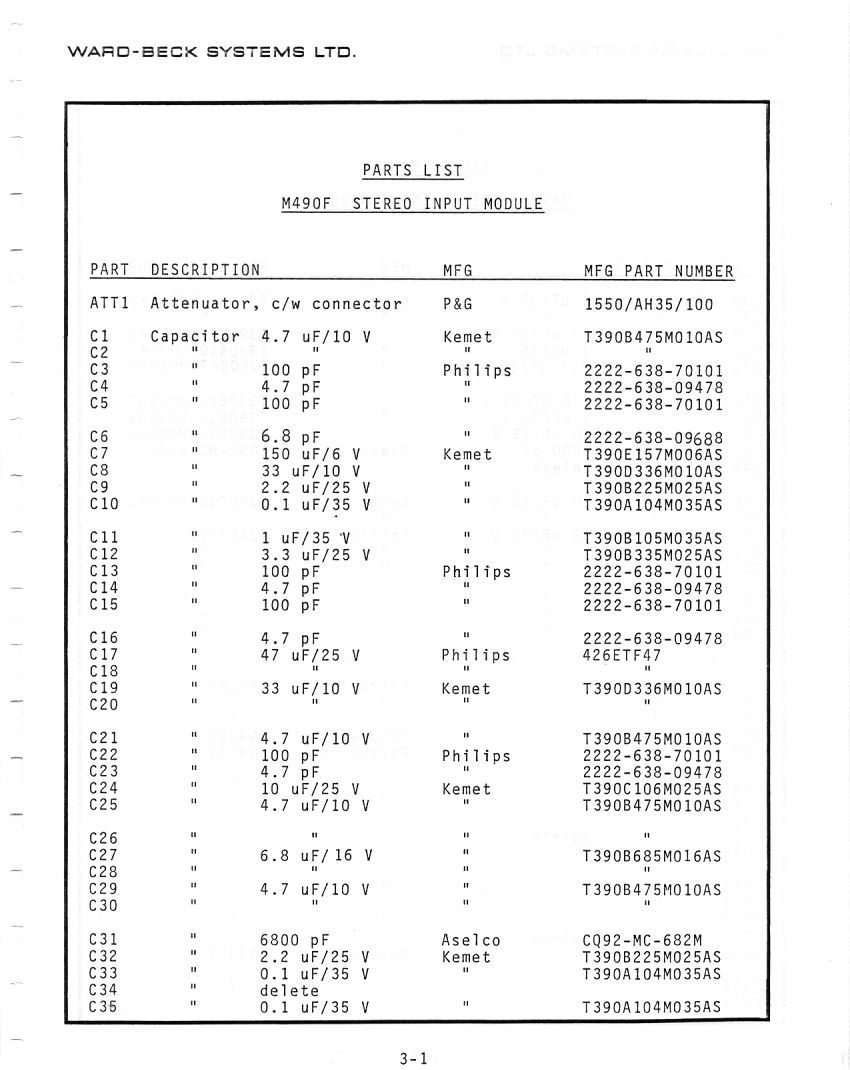 WARD-BECK SYSTEMS LTD.
PARTS LIST
M490F STEREO INPUT MODULE
PART DESCRIPTION MFG MFG PART NUMBER
ATT1 Attenuator, c/w connector P&G 1550/AH35/100
C1 Capacitor 4.7 uF/10 V Kemet T390B475M010AS
C2 " " " "
C3 " 100 pF Philips 2222-638-70101
C4 " 4.7 pF " 2222-638-09478
C5 " 100 pF " 2222-638-70101
C6 " 6.8 pF " 2222-638-09688
C7 " 150 uF/6 V Kemet T390E157M006AS
C8 " 33 uF/10 V " T390D336M010AS
C9 " 2.2 uF/25 V " T390B225M025AS
C10 " 0.1 uF/35 V " T390A104M035AS
C11 " 1 uF/35 V " T390B105M035AS
C12 " 3.3 uF/25 V " T390B335M025AS
C13 " 100 pF Philips 2222-638-70101
C14 " 4.7 pF " 2222-638-09478
C15 " 100 pF " 2222-638-70101
C16 " 4.7 pF " 2222-638-09478
C17 " 47 uF/25 V Philips 426ETF47
C18 " " " "
C19 " 33 uF/10 V Kemet T390D336M010AS
C20 " " " "
C21 " 4.7 uF/10 V " T390B475M010AS
C22 " 100 pF Philips 2222-638-70101
C23 " 4.7 pF " 2222-638-09478
C24 " 10 uF/25 V Kemet T390C106M025AS
C25 " 4.7 uF/10 V " T390B475M010AS
C26 " " " "
C27 " 6.8 uF/16 V " T390B685M016AS
C28 " " " "
C29 " 4.7 uF/10 V " T390B475M010AS
C30 " " " "
C31 " 6800 pF Aselco CQ92-MC-682M
C32 " 2.2 uF/25 V Kemet T390B225M025AS
C33 " 0.1 uF/35 V " T390A104M035AS
C34 " delete
C35 " 0.1 uF/35 V " T390A104M035AS
3-1